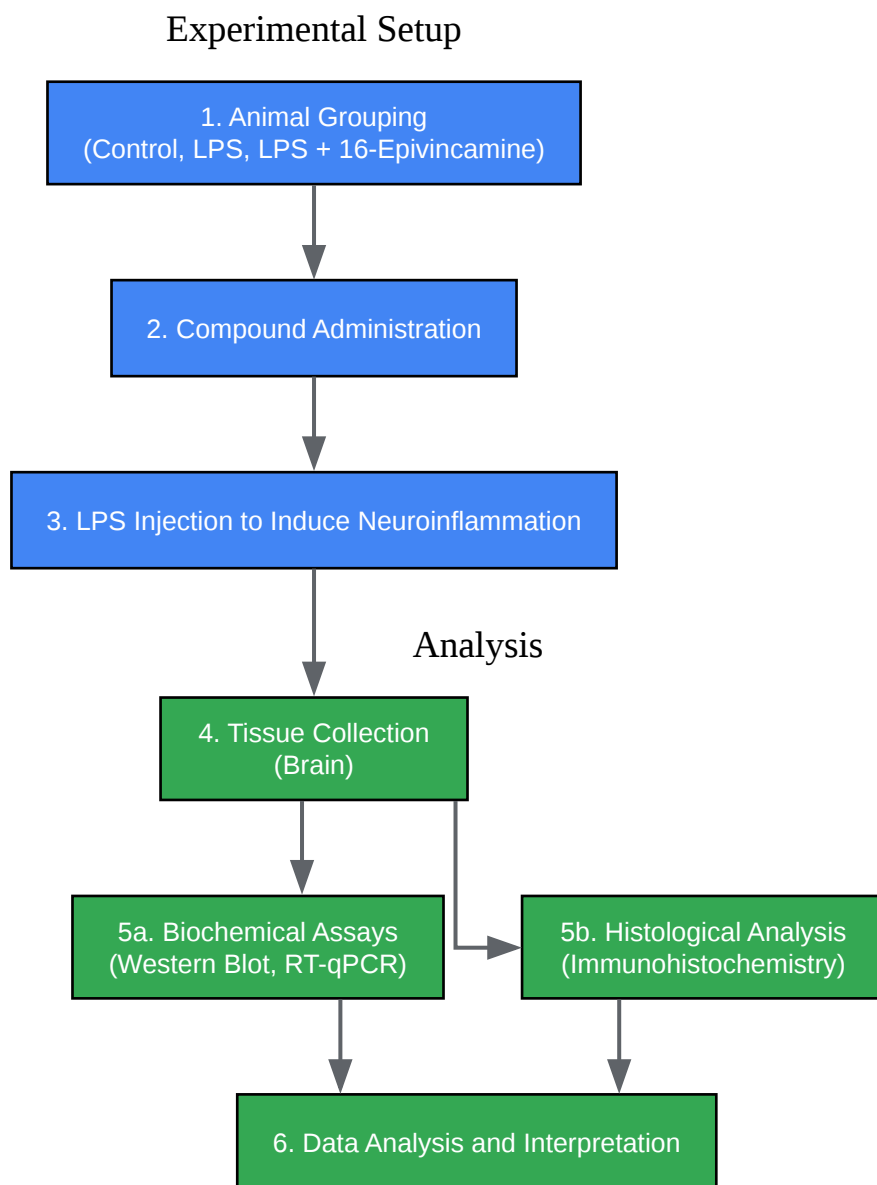 Experimental Setup
1. Animal Grouping
(Control, LPS, LPS + 16-Epivincamine)
2. Compound Administration
3. LPS Injection to Induce Neuroinflammation
Analysis
4. Tissue Collection
(Brain)
5a. Biochemical Assays
(Western Blot, RT-qPCR)
5b. Histological Analysis
(Immunohistochemistry)
6. Data Analysis and Interpretation